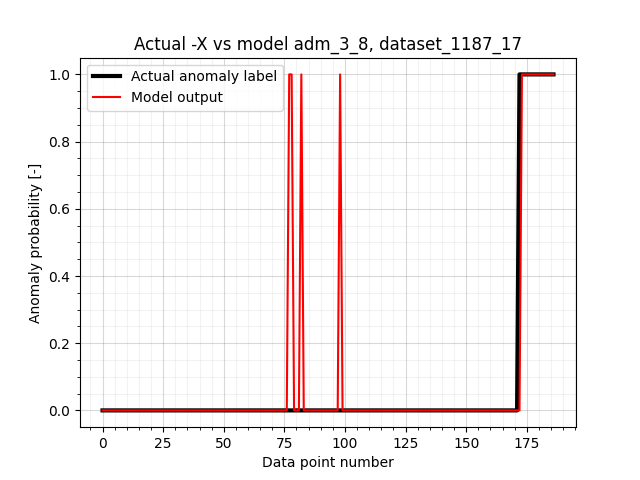 Actual -X vs model adm_3_8, dataset_1187_17
Actual anomaly label
Model output
1.0
0.8
0.6
0.4
0.2
0.0
Anomaly probability [-]
0 25 50 75 100 125 150 175
Data point number